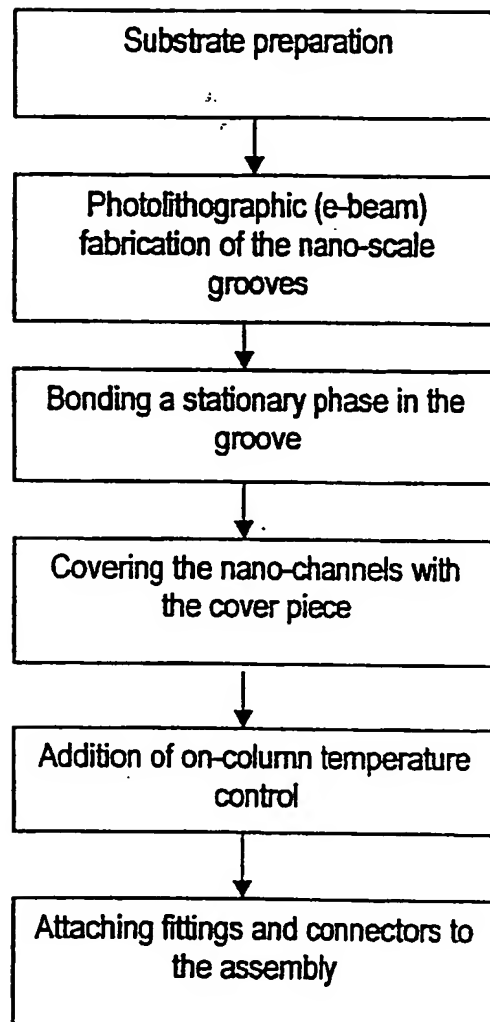 Substrate preparation
Photolithographic (e-beam)
fabrication of the nano-scale
grooves
Bonding a stationary phase in the
groove
Covering the nano-channels with
the cover piece
Addition of on-column temperature
control
Attaching fittings and connectors to
the assembly